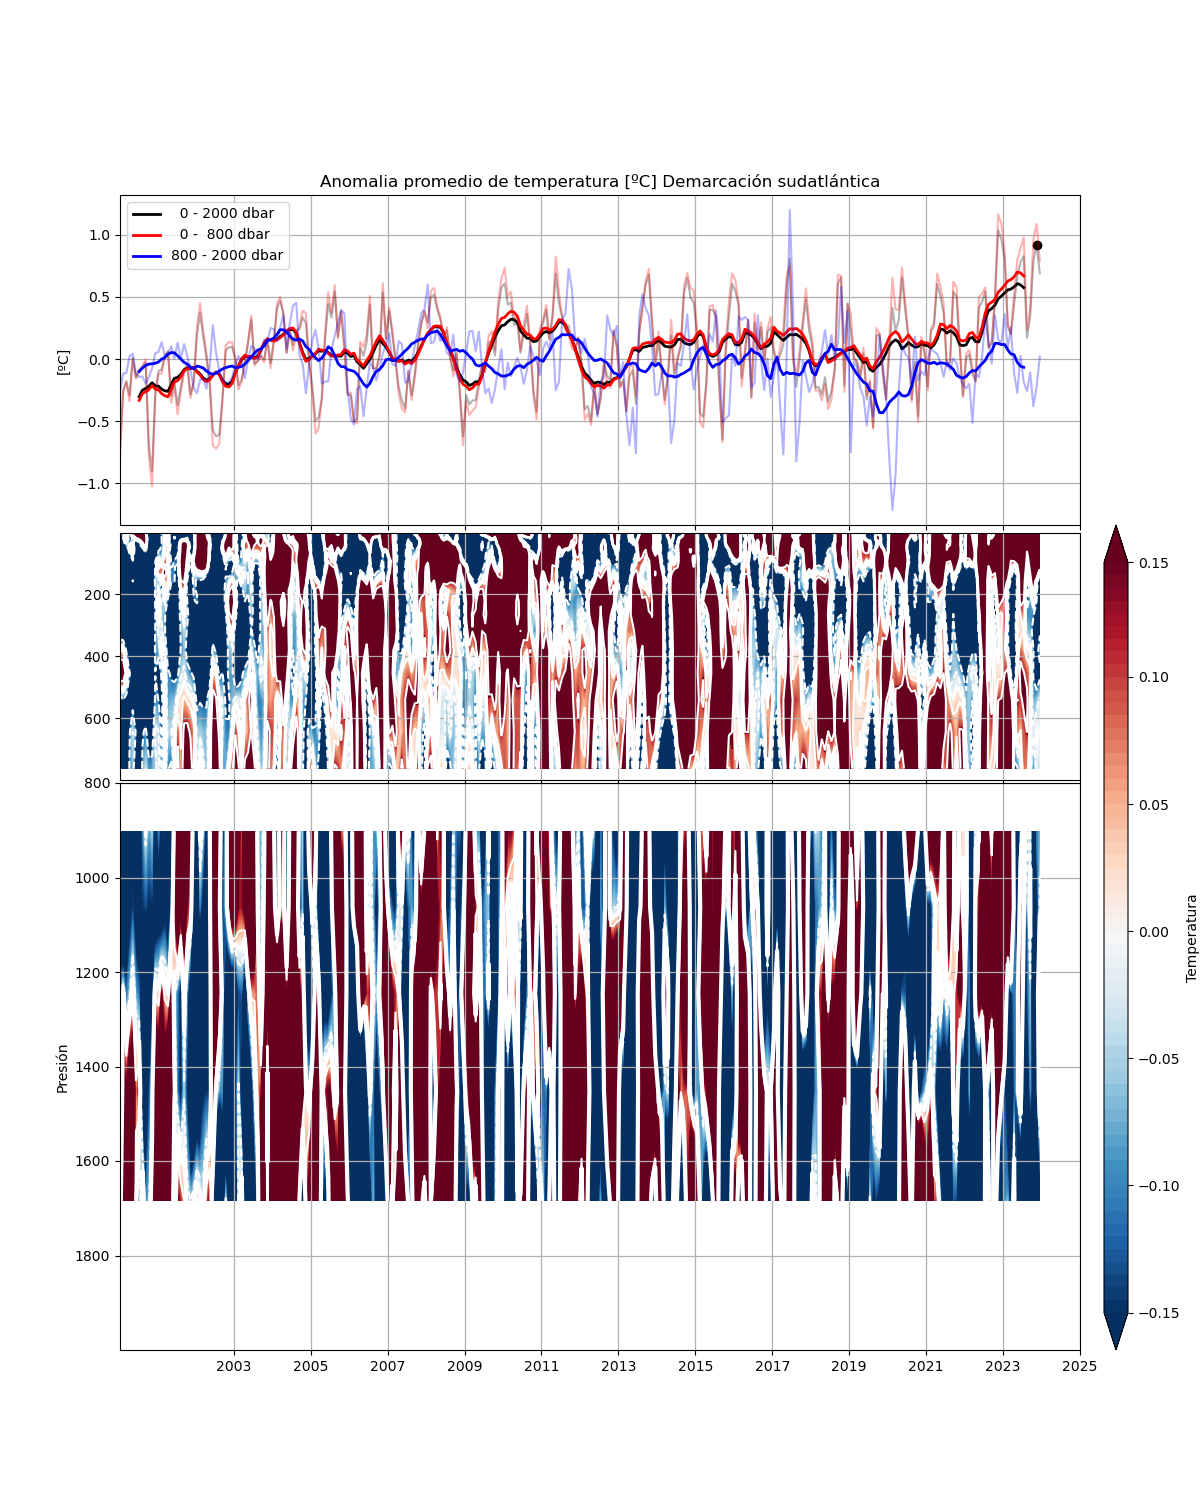 Anomalia promedio de temperatura [ºC] Demarcación sudatlántica
0 - 2000 dbar
0 - 800 dbar
800 - 2000 dbar
[ºC]
1.0
0.5
0.0
−0.5
−1.0
200
400
600
800
1000
1200
1400
1600
1800
Presión
2003 2005 2007 2009 2011 2013 2015 2017 2019 2021 2023 2025
0.15
0.10
0.05
0.00
−0.05
−0.10
−0.15
Temperatura